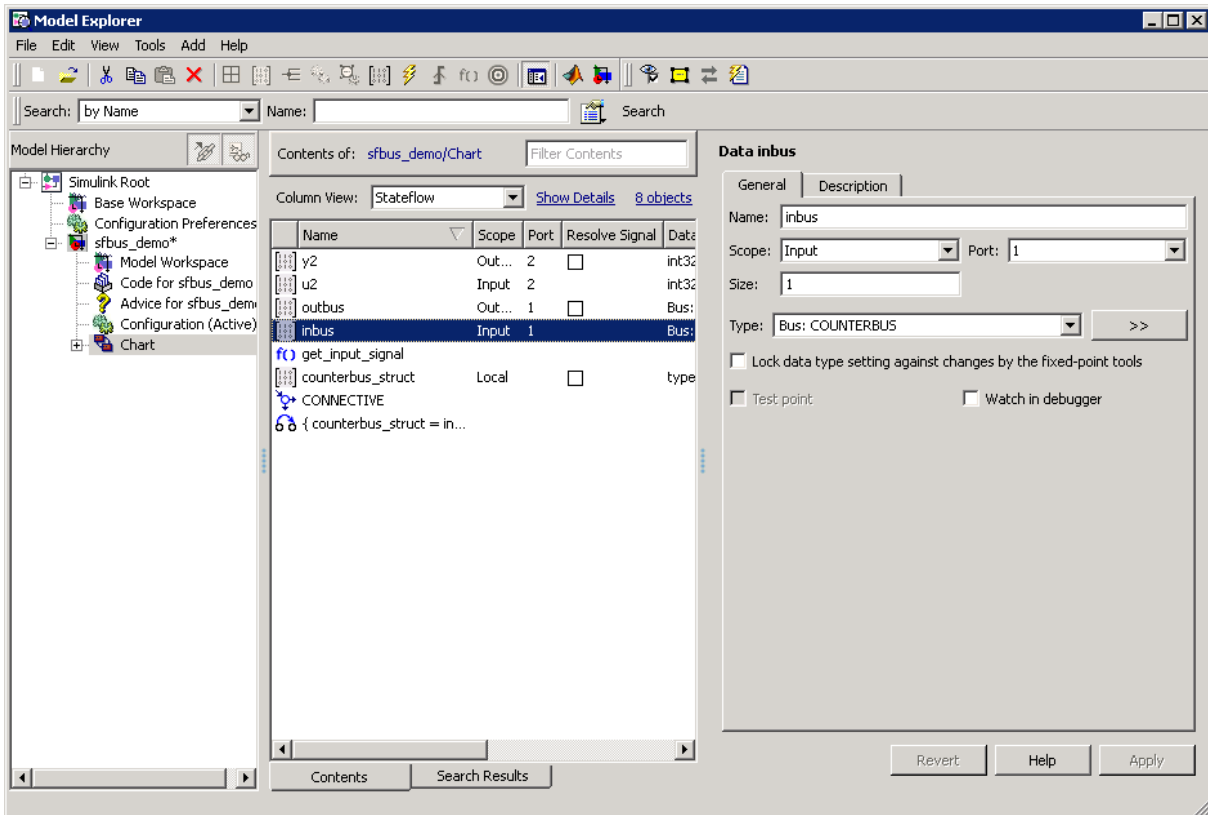 Model Explorer
File Edit View Tools Add Help
Search: by Name Name: Search
Model Hierarchy
Simulink Root
Base Workspace
Configuration Preferences
sfbus_demo*
Model Workspace
Code for sfbus_demo
Advice for sfbus_dem
Configuration (Active)
Chart
Contents of: sfbus_demo/Chart Filter Contents
Column View: Stateflow Show Details 8 objects
Name Scope Port Resolve Signal Data
y2 Out... 2 int32
u2 Input 2 int32
outbus Out... 1 Bus:
inbus Input 1 Bus:
f() get_input_signal
counterbus_struct Local type
CONNECTIVE
{ counterbus_struct = in...
Contents Search Results
Data inbus
General Description
Name: inbus
Scope: Input Port: 1
Size: 1
Type: Bus: COUNTERBUS >>
Lock data type setting against changes by the fixed-point tools
Test point Watch in debugger
Revert Help Apply